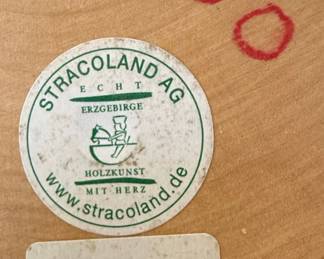 STRACOLAND AG
ECHT
ERZGEBIRGE
HOLZKUNST
MIT HERZ
www.stracoland.de